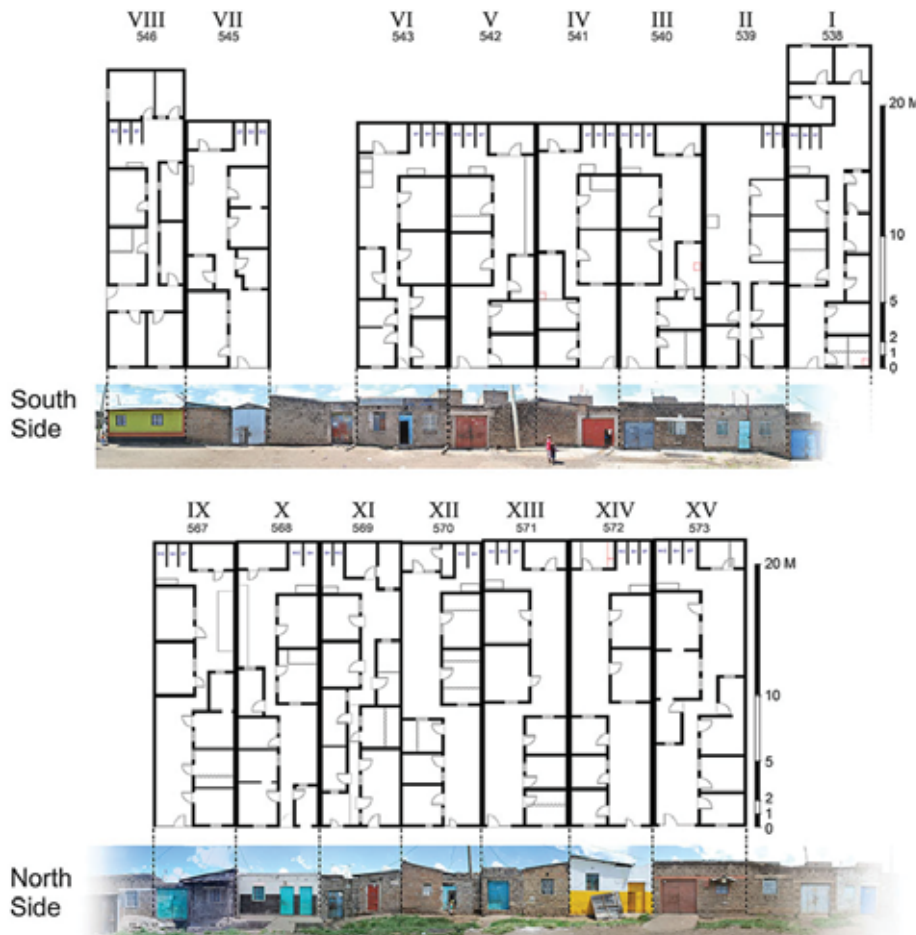 VIII VII VI V IV III II I
546 545 543 542 541 540 539 538
20 M
10
5
2
1
0
South
Side
IX X XI XII XIII XIV XV
567 568 569 570 571 572 573
20 M
10
5
2
1
0
North
Side